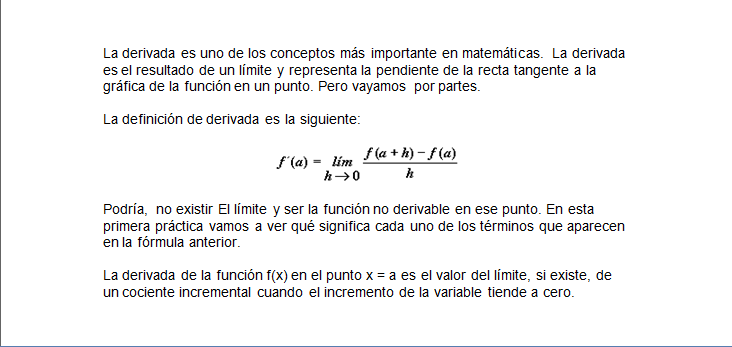 La derivada es uno de los conceptos más importante en matemáticas. La derivada
es el resultado de un límite y representa la pendiente de la recta tangente a la
gráfica de la función en un punto. Pero vayamos por partes.
La definición de derivada es la siguiente:
f´(a) = lím h→0 f(a + h) − f(a) / h
Podría, no existir El límite y ser la función no derivable en ese punto. En esta
primera práctica vamos a ver qué significa cada uno de los términos que aparecen
en la fórmula anterior.
La derivada de la función f(x) en el punto x = a es el valor del límite, si existe, de
un cociente incremental cuando el incremento de la variable tiende a cero.